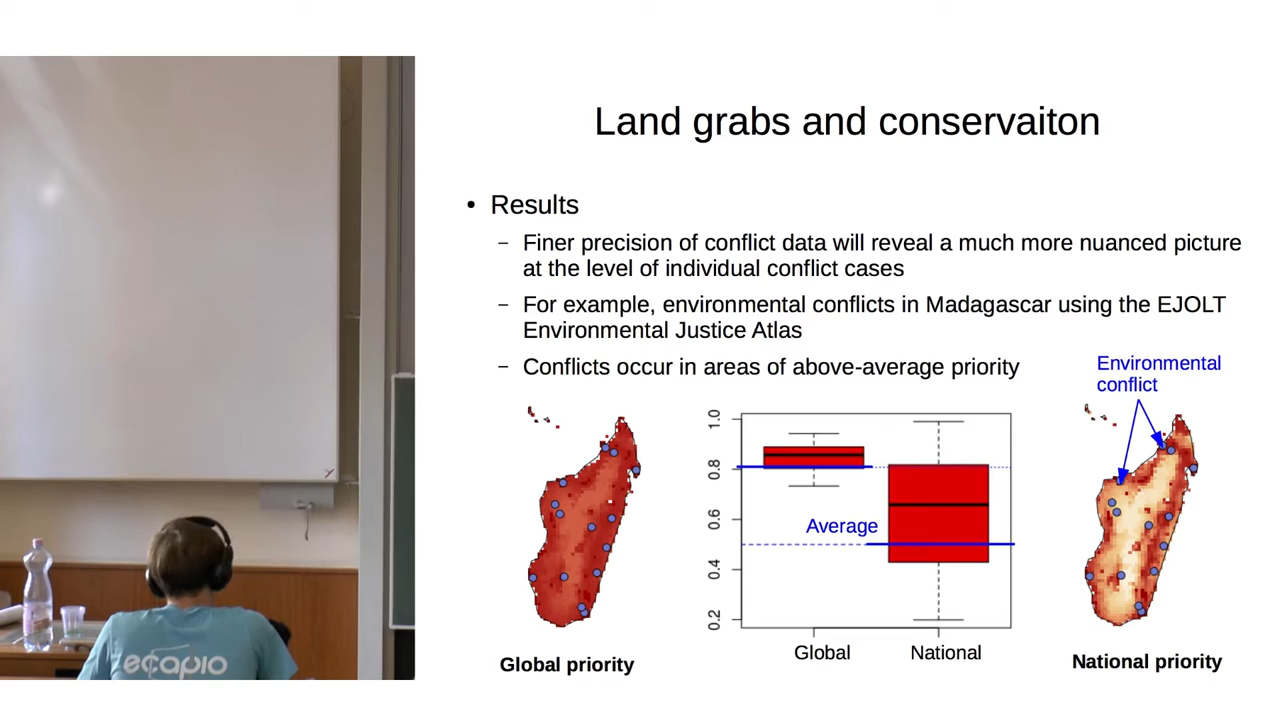 Land grabs and conservaiton
• Results
– Finer precision of conflict data will reveal a much more nuanced picture
at the level of individual conflict cases
– For example, environmental conflicts in Madagascar using the EJOLT
Environmental Justice Atlas
– Conflicts occur in areas of above-average priority
Environmental
conflict
1.0
0.8
0.6
0.4
0.2
Average
Global
National
Global priority
National priority
ecapio